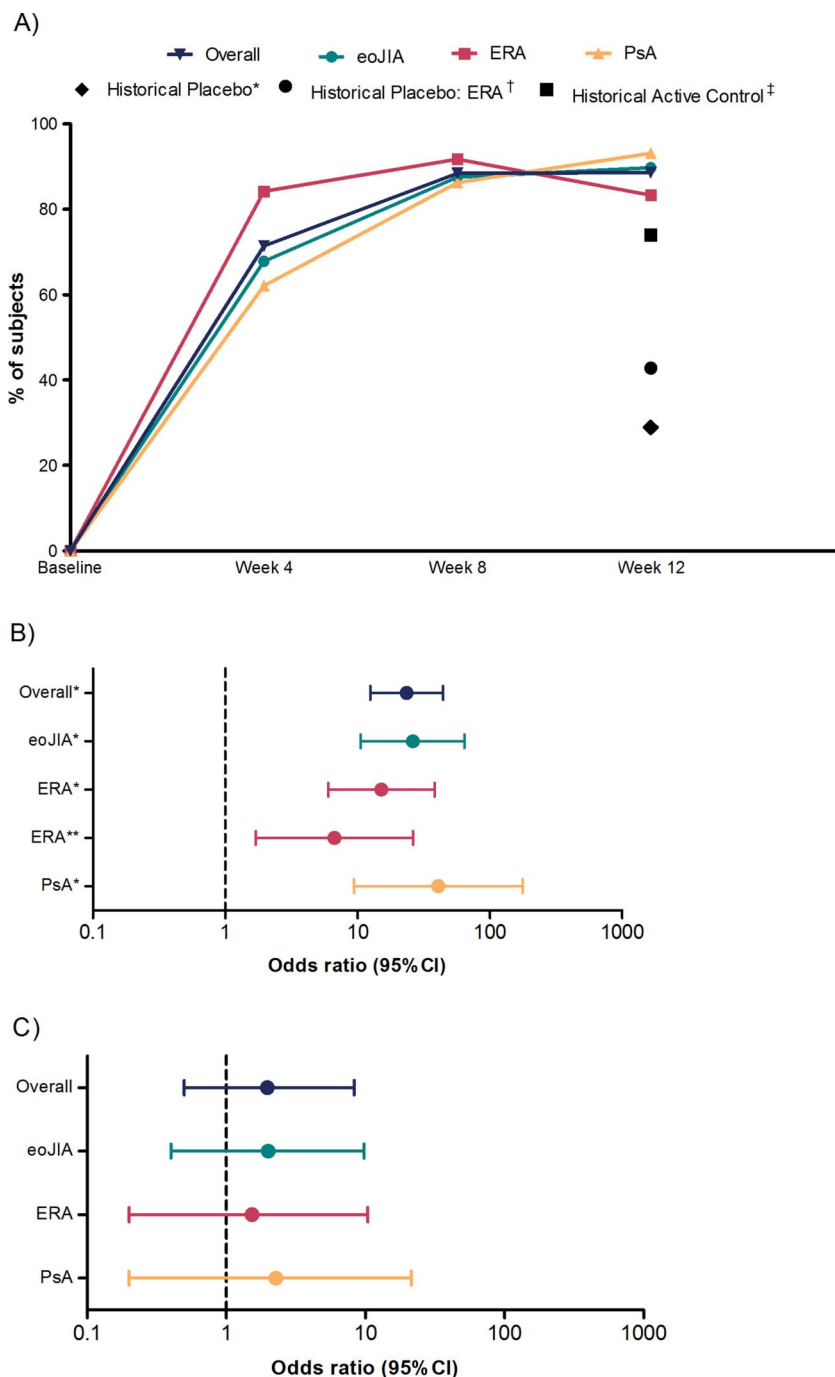 A)
Overall eoJIA ERA PsA
Historical Placebo* Historical Placebo: ERA† Historical Active Control‡
100
80
60
40
20
0
% of subjects
Baseline Week 4 Week 8 Week 12
B)
Overall*
eoJIA*
ERA*
ERA**
PsA*
0.1 1 10 100 1000
Odds ratio (95% CI)
C)
Overall
eoJIA
ERA
PsA
0.1 1 10 100 1000
Odds ratio (95% CI)